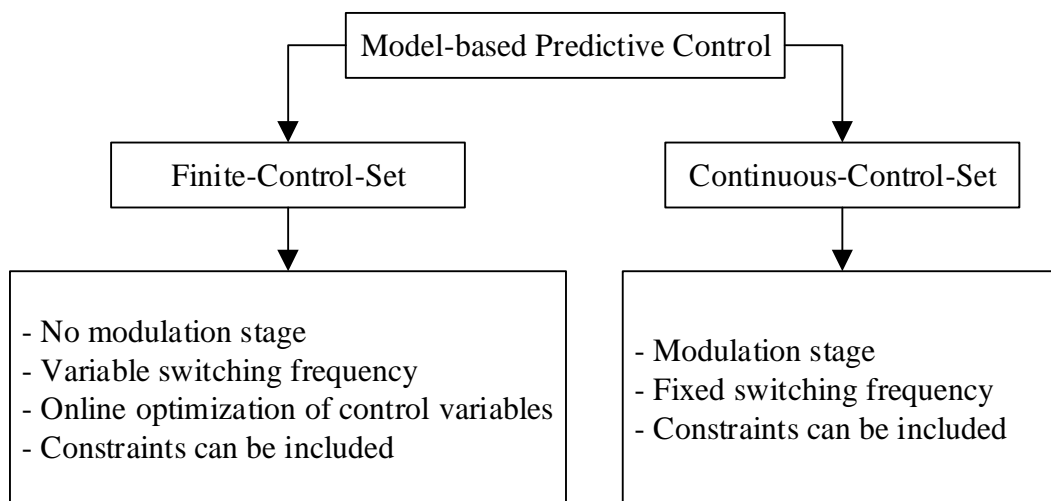 Model-based Predictive Control
Finite-Control-Set
Continuous-Control-Set
- No modulation stage
- Variable switching frequency
- Online optimization of control variables
- Constraints can be included
- Modulation stage
- Fixed switching frequency
- Constraints can be included